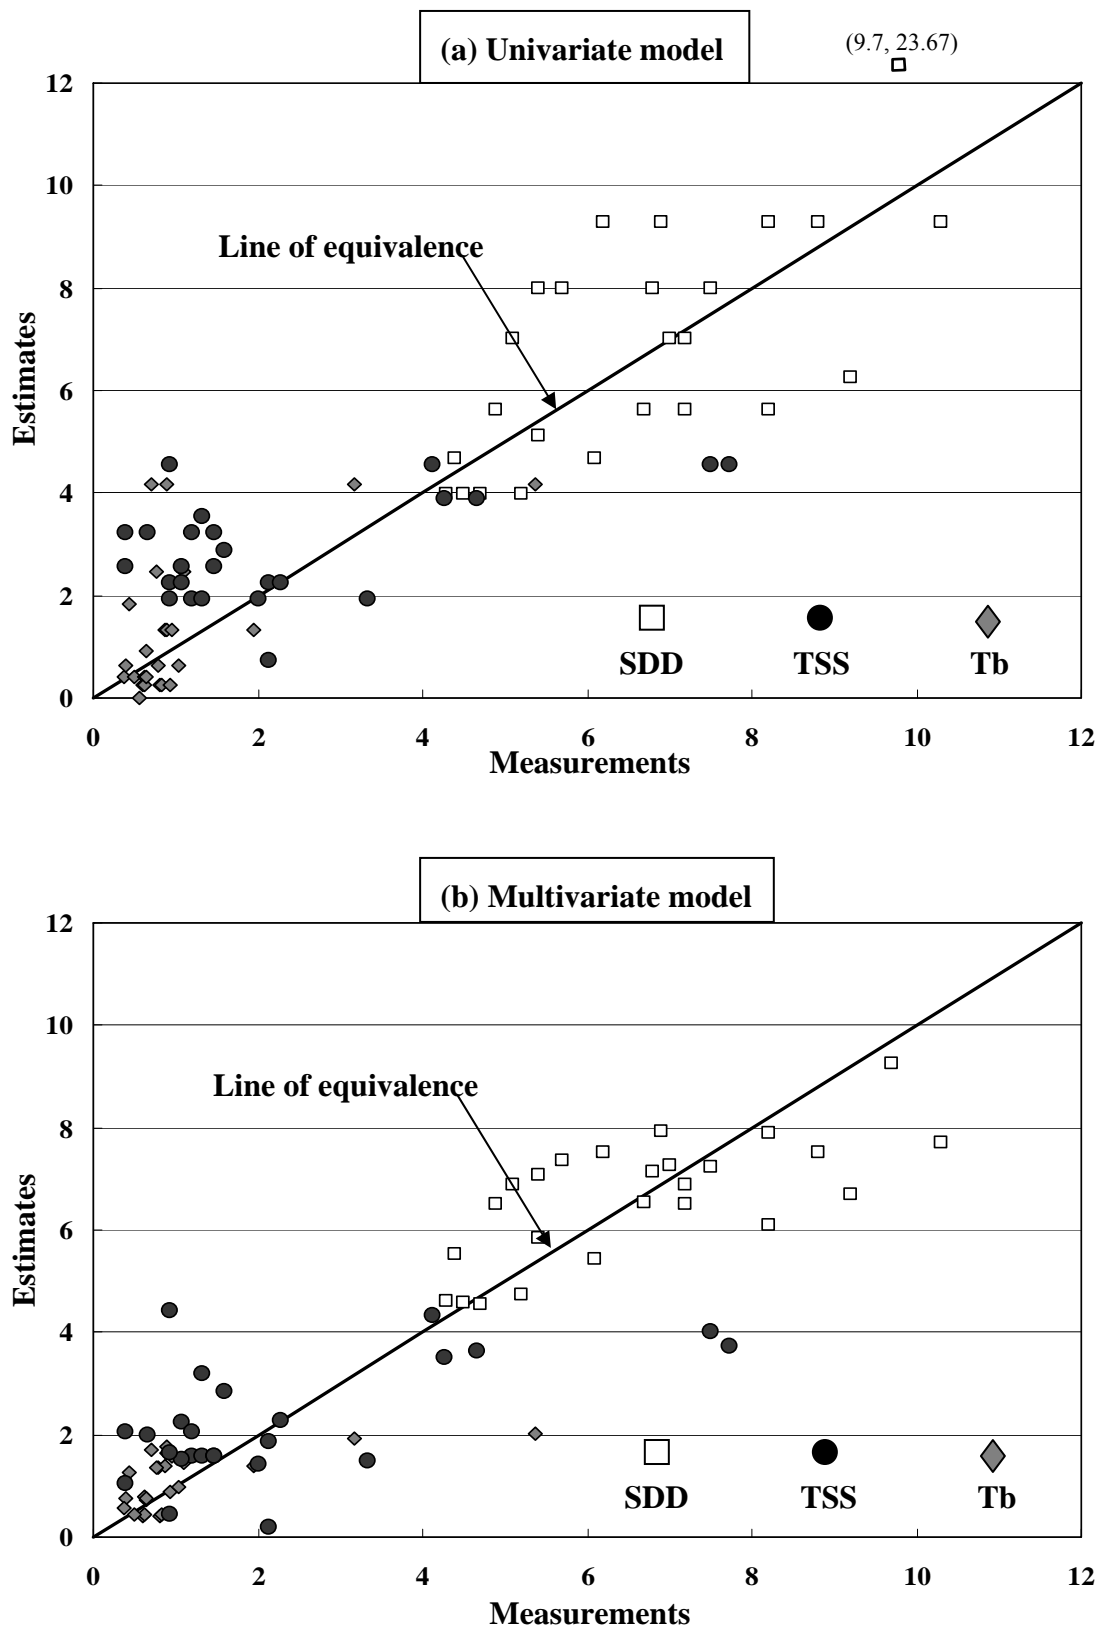 (a) Univariate model
(9.7, 23.67)
12
10
8
6
4
2
0
Estimates
Line of equivalence
SDD
TSS
Tb
0 2 4 6 8 10 12
Measurements
(b) Multivariate model
12
10
8
6
4
2
0
Estimates
Line of equivalence
SDD
TSS
Tb
0 2 4 6 8 10 12
Measurements